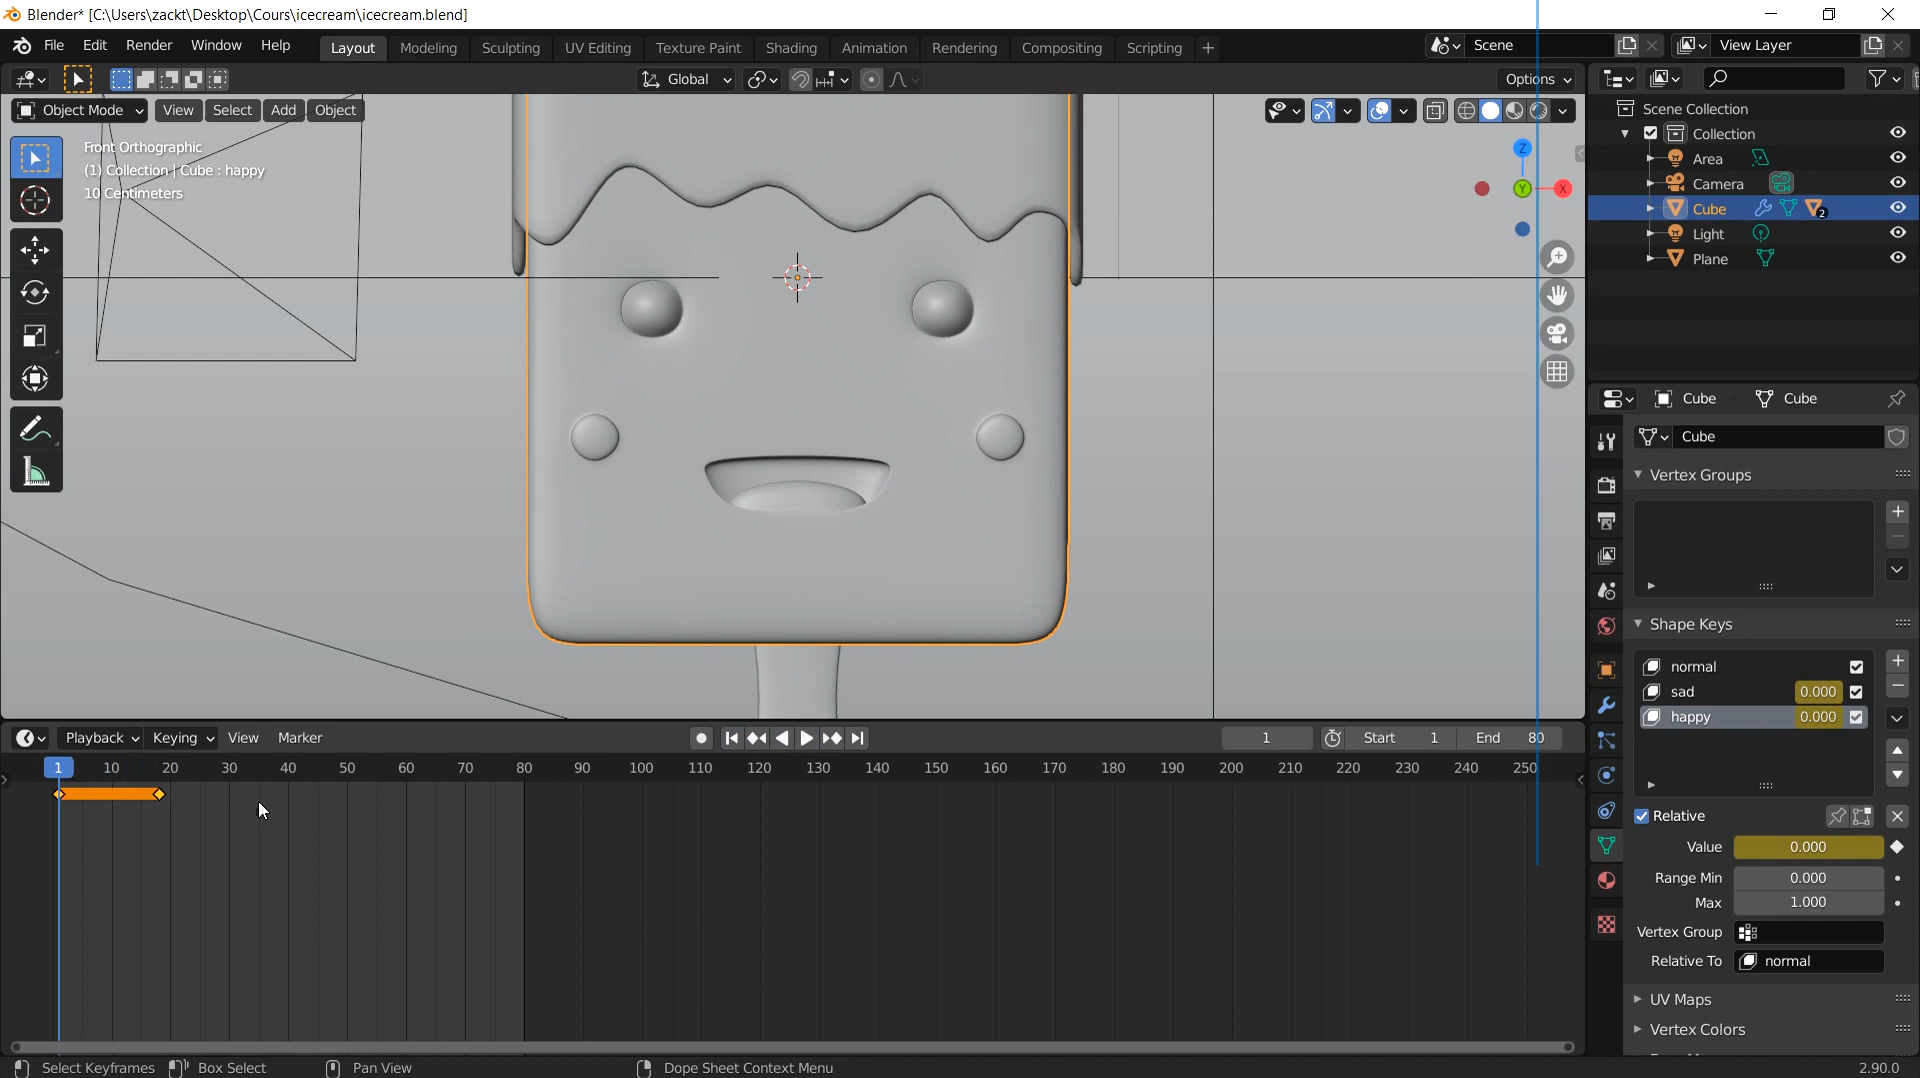 Blender* [C:\Users\zackt\Desktop\Cours\icecream\icecream.blend]
File Edit Render Window Help Layout Modeling Sculpting UV Editing Texture Paint Shading Animation Rendering Compositing Scripting + Scene View Layer
Global Options
Object Mode View Select Add Object
Front Orthographic
(1) Collection | Cube : happy
10 Centimeters
Z
Y
X
Scene Collection
Collection
Area
Camera
Cube 2
Light
Plane
Cube Cube
Cube
Vertex Groups
Shape Keys
normal
sad 0.000
happy 0.000
Relative
Value 0.000
Range Min 0.000
Max 1.000
Vertex Group
Relative To normal
UV Maps
Vertex Colors
Playback Keying View Marker 1 Start 1 End 80
1 10 20 30 40 50 60 70 80 90 100 110 120 130 140 150 160 170 180 190 200 210 220 230 240 250
Select Keyframes Box Select Pan View Dope Sheet Context Menu 2.90.0